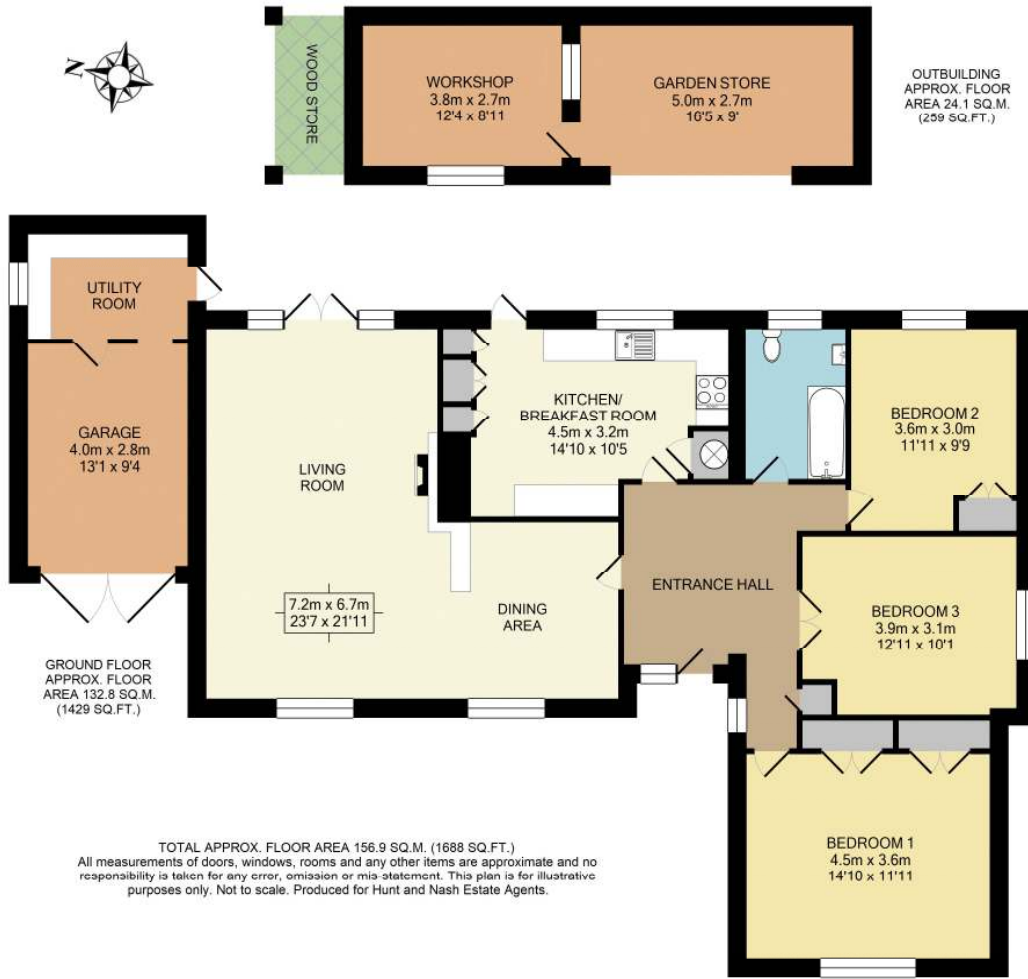 N
WOOD STORE
WORKSHOP
3.8m x 2.7m
12'4 x 8'11
GARDEN STORE
5.0m x 2.7m
16'5 x 9'
OUTBUILDING
APPROX. FLOOR
AREA 24.1 SQ.M.
(259 SQ.FT.)
UTILITY
ROOM
GARAGE
4.0m x 2.8m
13'1 x 9'4
LIVING
ROOM
KITCHEN/
BREAKFAST ROOM
4.5m x 3.2m
14'10 x 10'5
BEDROOM 2
3.6m x 3.0m
11'11 x 9'9
7.2m x 6.7m
23'7 x 21'11
DINING
AREA
ENTRANCE HALL
BEDROOM 3
3.9m x 3.1m
12'11 x 10'1
GROUND FLOOR
APPROX. FLOOR
AREA 132.8 SQ.M.
(1429 SQ.FT.)
BEDROOM 1
4.5m x 3.6m
14'10 x 11'11
TOTAL APPROX. FLOOR AREA 156.9 SQ.M. (1688 SQ.FT.)
All measurements of doors, windows, rooms and any other items are approximate and no
responsibility is taken for any error, omission or mis-statement. This plan is for illustrative
purposes only. Not to scale. Produced for Hunt and Nash Estate Agents.